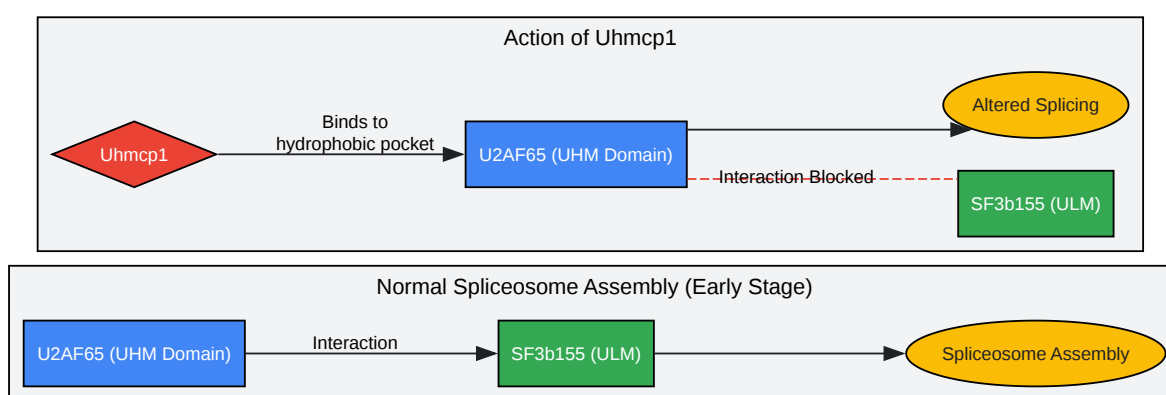 Action of Uhmcp1
Uhmcp1
Binds to
hydrophobic pocket
U2AF65 (UHM Domain)
Altered Splicing
Interaction Blocked
SF3b155 (ULM)
Normal Spliceosome Assembly (Early Stage)
U2AF65 (UHM Domain)
Interaction
SF3b155 (ULM)
Spliceosome Assembly